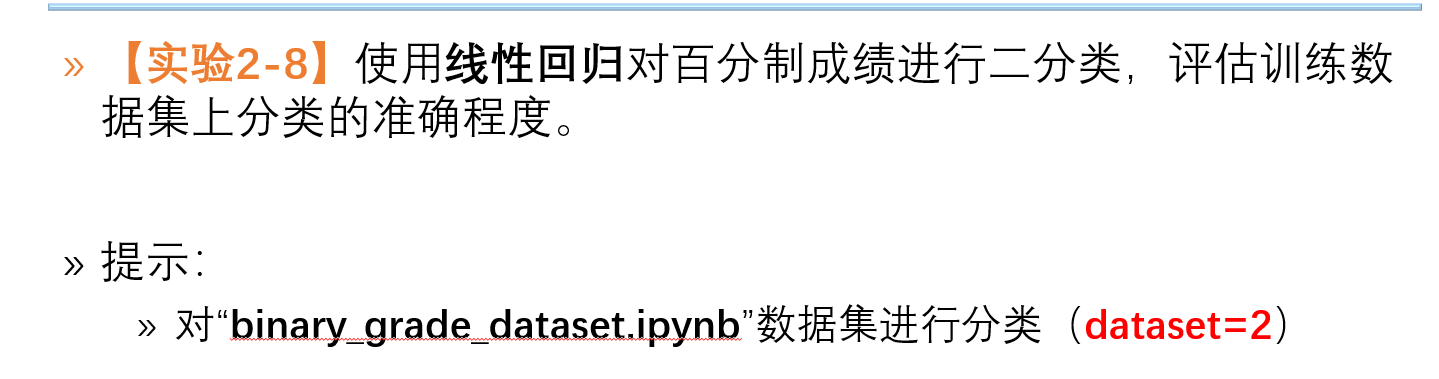 » 【实验2-8】使用线性回归对百分制成绩进行二分类，评估训练数
据集上分类的准确程度。
» 提示：
» 对“binary_grade_dataset.ipynb”数据集进行分类（dataset=2）